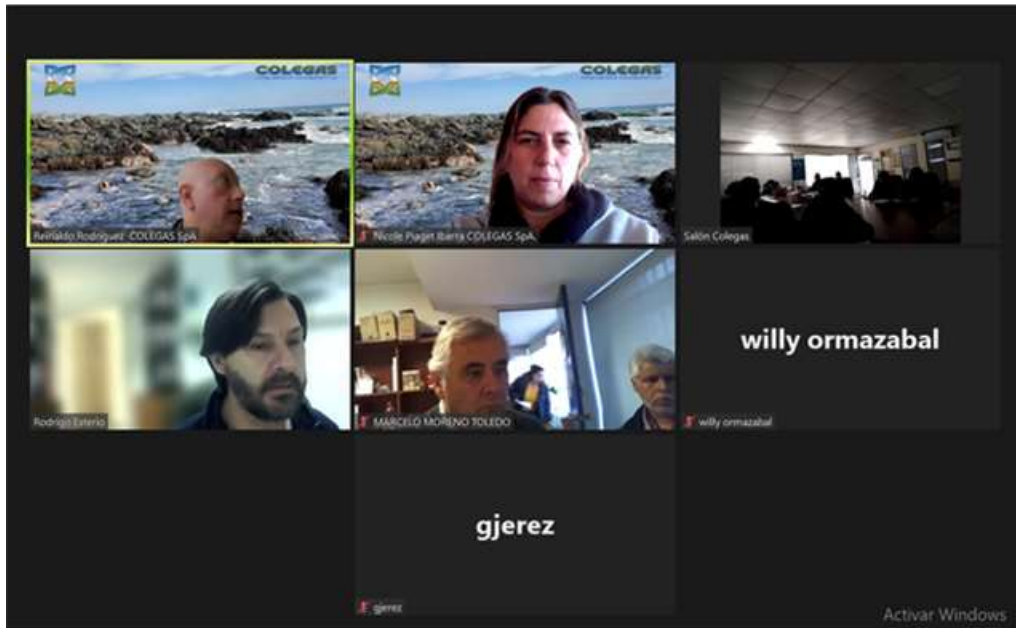 COLEGAS
Reinaldo Rodriguez COLEGAS SpA
COLEGAS
Nicole Piaget Ibarra COLEGAS SpA
Salón Colegas
Rodrigo Esterio
MARCELO MORENO TOLEDO
willy ormazabal
willy ormazabal
gjerez
gjerez
Activar Windows